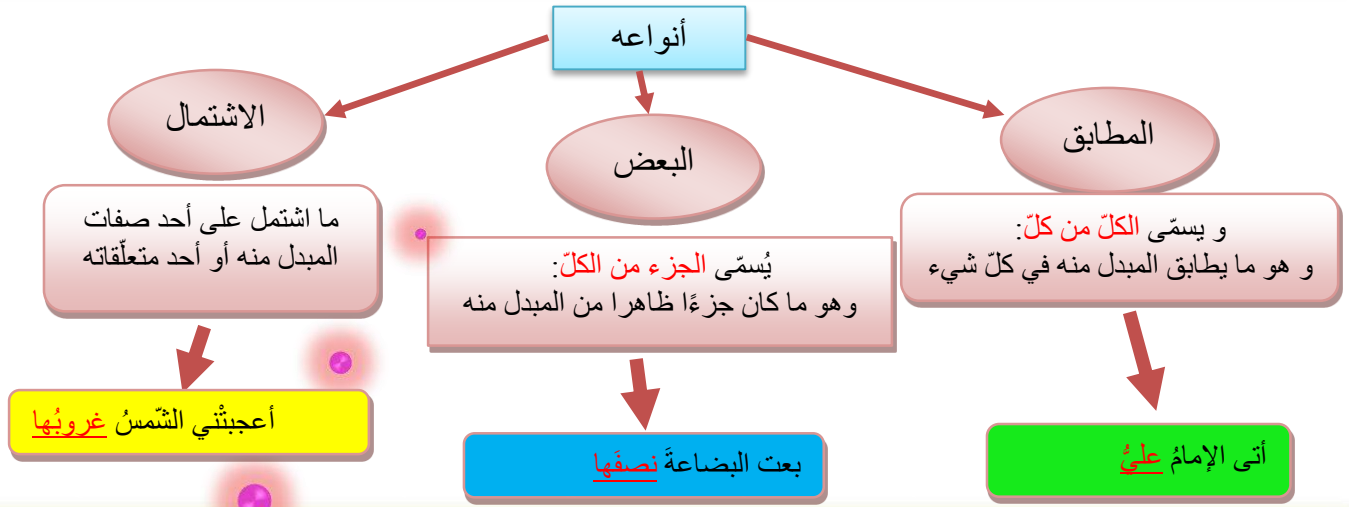 أنواعه
المطابق
و يسمّى الكلّ من كلّ:
و هو ما يطابق المبدل منه في كلّ شيء
أتى الإمامُ عليُّ
البعض
يُسمّى الجزء من الكلّ:
وهو ما كان جزءًا ظاهرا من المبدل منه
بعت البضاعةَ نصفَها
الاشتمال
ما اشتمل على أحد صفات
المبدل منه أو أحد متعلّقاته
أعجبتْني الشّمسُ غروبُها